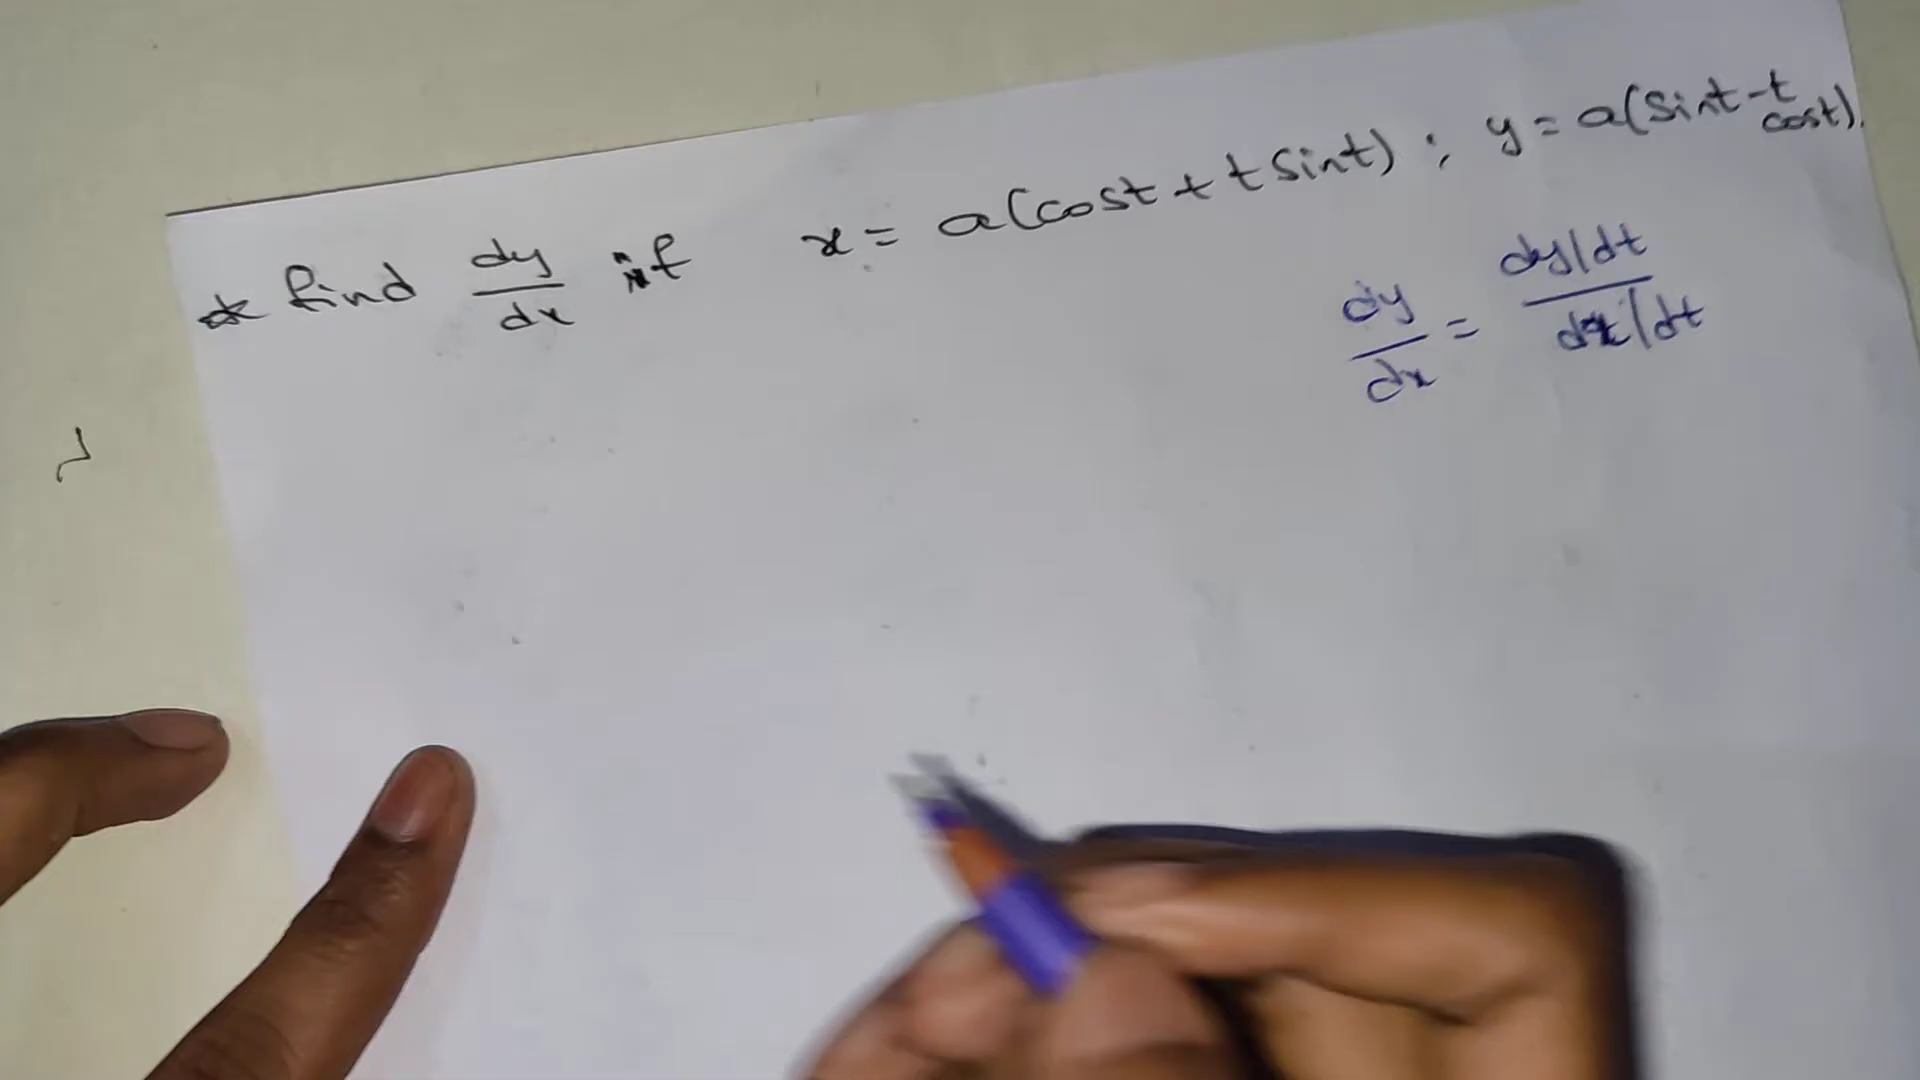 * find dy/dx if x = a(cost + t sint) ; y = a(sint - t cost).
dy/dx = dy/dt / dx/dt